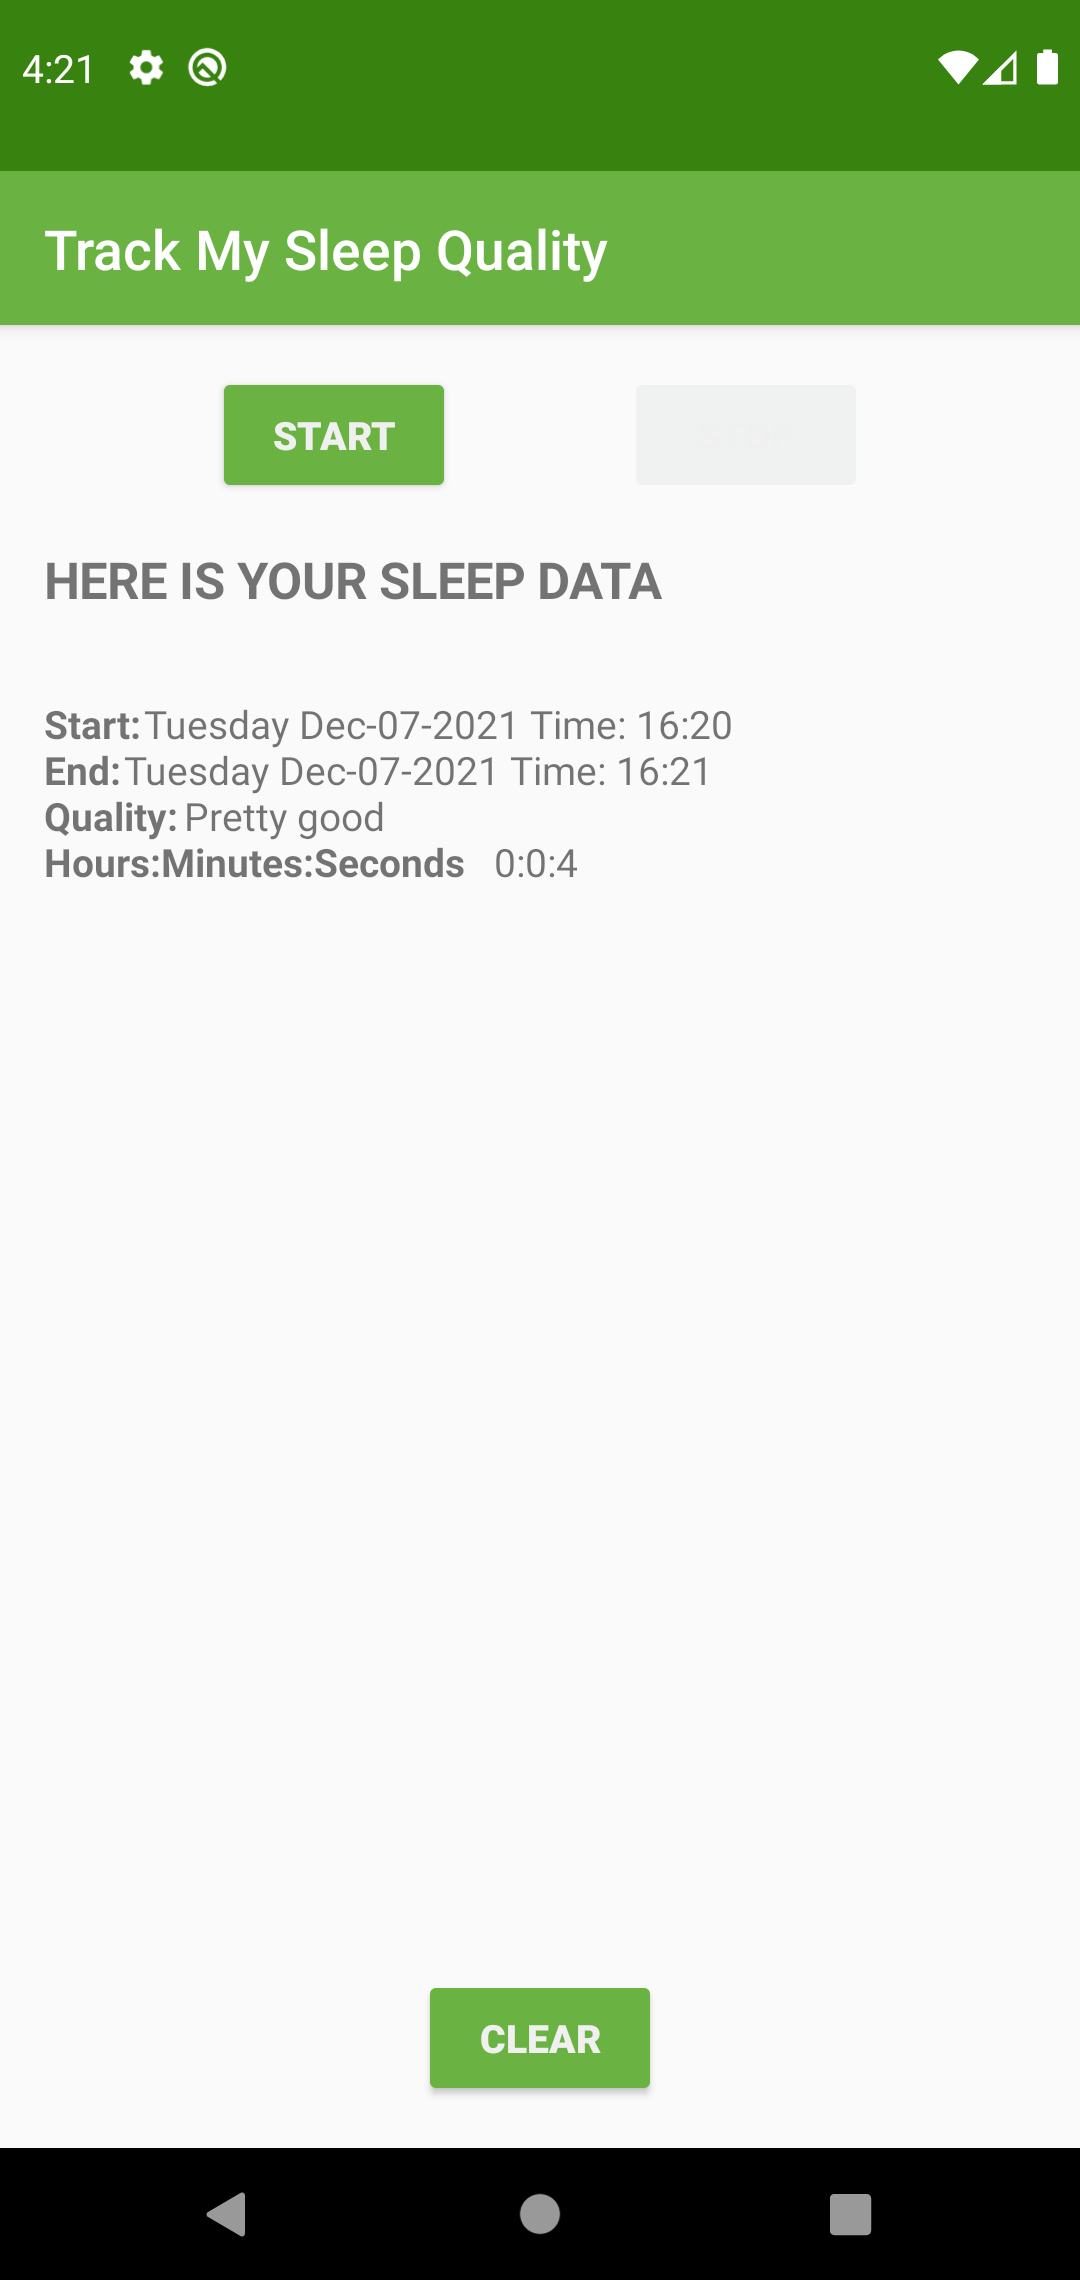 4:21
Track My Sleep Quality
START
HERE IS YOUR SLEEP DATA
Start: Tuesday Dec-07-2021 Time: 16:20
End: Tuesday Dec-07-2021 Time: 16:21
Quality: Pretty good
Hours:Minutes:Seconds 0:0:4
CLEAR